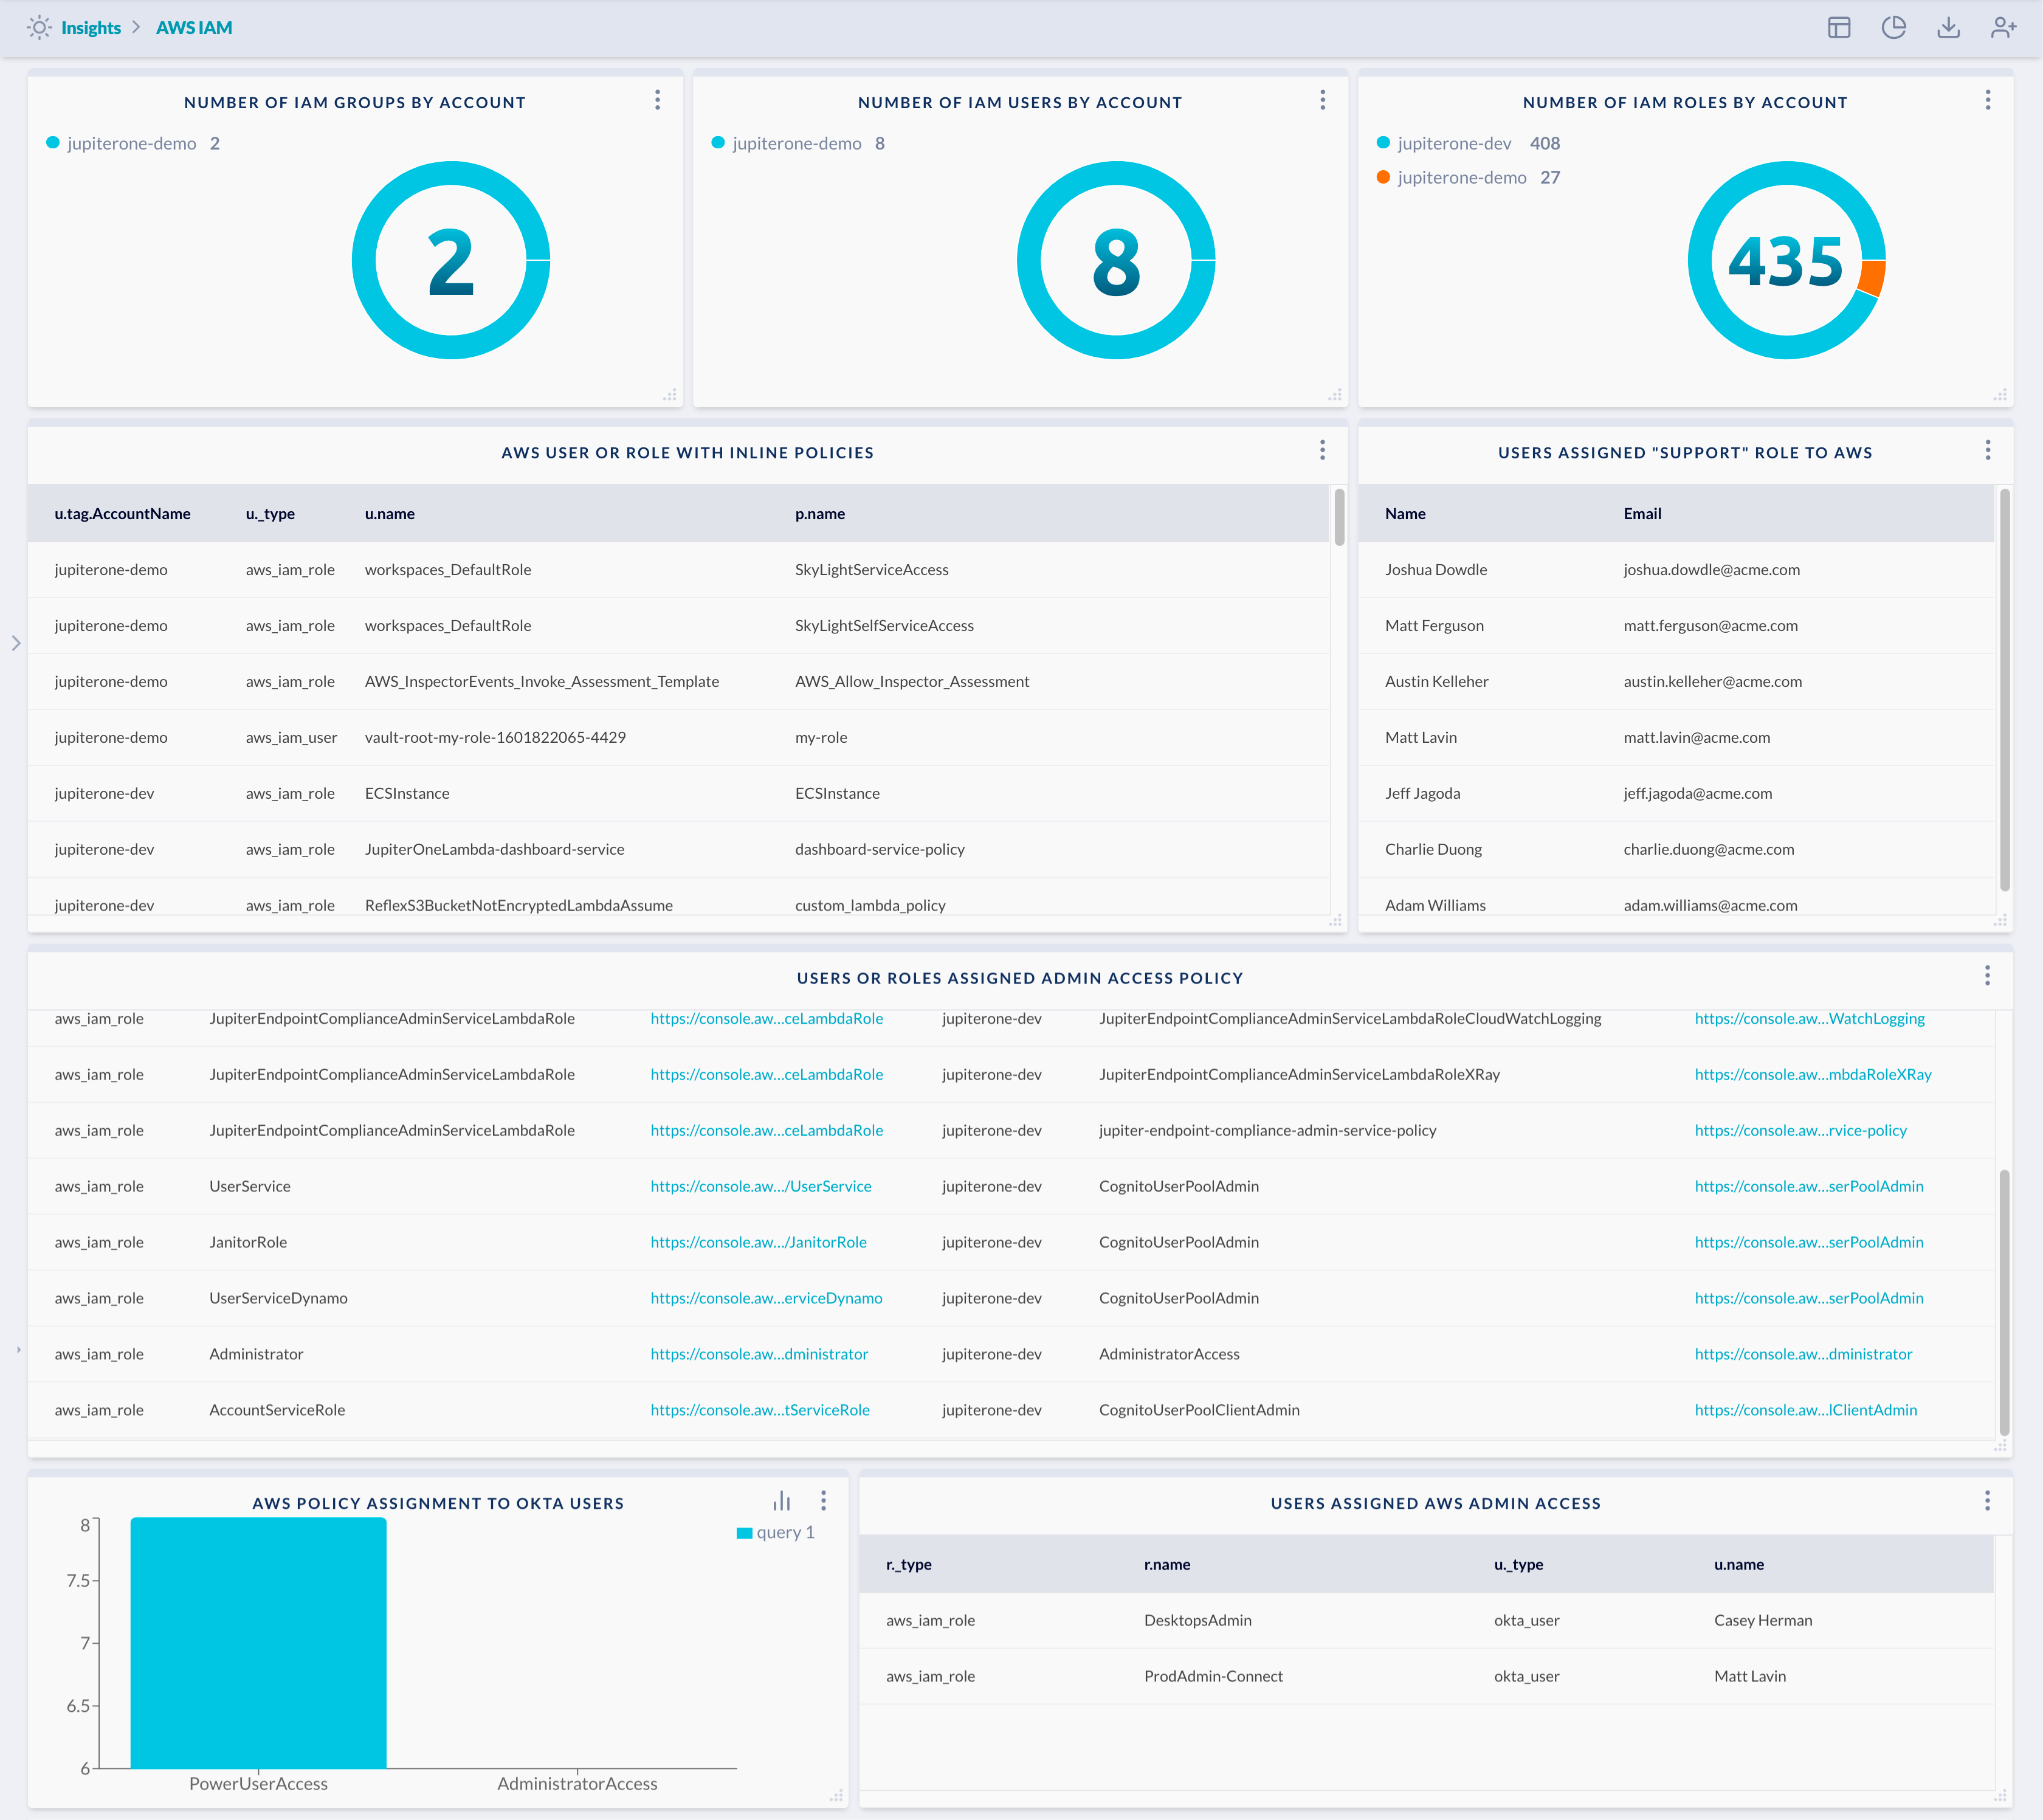 Insights > AWS IAM
NUMBER OF IAM GROUPS BY ACCOUNT
jupiterone-demo 2
2
NUMBER OF IAM USERS BY ACCOUNT
jupiterone-demo 8
8
NUMBER OF IAM ROLES BY ACCOUNT
jupiterone-dev 408
jupiterone-demo 27
435
AWS USER OR ROLE WITH INLINE POLICIES
u.tag.AccountName u._type u.name p.name
jupiterone-demo aws_iam_role workspaces_DefaultRole SkyLightServiceAccess
jupiterone-demo aws_iam_role workspaces_DefaultRole SkyLightSelfServiceAccess
jupiterone-demo aws_iam_role AWS_InspectorEvents_Invoke_Assessment_Template AWS_Allow_Inspector_Assessment
jupiterone-demo aws_iam_user vault-root-my-role-1601822065-4429 my-role
jupiterone-dev aws_iam_role ECSInstance ECSInstance
jupiterone-dev aws_iam_role JupiterOneLambda-dashboard-service dashboard-service-policy
jupiterone-dev aws_iam_role ReflexS3BucketNotEncryptedLambdaAssume custom_lambda_policy
USERS ASSIGNED "SUPPORT" ROLE TO AWS
Name Email
Joshua Dowdle joshua.dowdle@acme.com
Matt Ferguson matt.ferguson@acme.com
Austin Kelleher austin.kelleher@acme.com
Matt Lavin matt.lavin@acme.com
Jeff Jagoda jeff.jagoda@acme.com
Charlie Duong charlie.duong@acme.com
Adam Williams adam.williams@acme.com
USERS OR ROLES ASSIGNED ADMIN ACCESS POLICY
aws_iam_role JupiterEndpointComplianceAdminServiceLambdaRole https://console.aw...ceLambdaRole jupiterone-dev JupiterEndpointComplianceAdminServiceLambdaRoleCloudWatchLogging https://console.aw...WatchLogging
aws_iam_role JupiterEndpointComplianceAdminServiceLambdaRole https://console.aw...ceLambdaRole jupiterone-dev JupiterEndpointComplianceAdminServiceLambdaRoleXRay https://console.aw...mbdaRoleXRay
aws_iam_role JupiterEndpointComplianceAdminServiceLambdaRole https://console.aw...ceLambdaRole jupiterone-dev jupiter-endpoint-compliance-admin-service-policy https://console.aw...rvice-policy
aws_iam_role UserService https://console.aw.../UserService jupiterone-dev CognitoUserPoolAdmin https://console.aw...serPoolAdmin
aws_iam_role JanitorRole https://console.aw.../JanitorRole jupiterone-dev CognitoUserPoolAdmin https://console.aw...serPoolAdmin
aws_iam_role UserServiceDynamo https://console.aw...erviceDynamo jupiterone-dev CognitoUserPoolAdmin https://console.aw...serPoolAdmin
aws_iam_role Administrator https://console.aw...dministrator jupiterone-dev AdministratorAccess https://console.aw...dministrator
aws_iam_role AccountServiceRole https://console.aw...tServiceRole jupiterone-dev CognitoUserPoolClientAdmin https://console.aw...lClientAdmin
AWS POLICY ASSIGNMENT TO OKTA USERS
query 1
8
7.5
7
6.5
6
PowerUserAccess AdministratorAccess
USERS ASSIGNED AWS ADMIN ACCESS
r._type r.name u._type u.name
aws_iam_role DesktopsAdmin okta_user Casey Herman
aws_iam_role ProdAdmin-Connect okta_user Matt Lavin